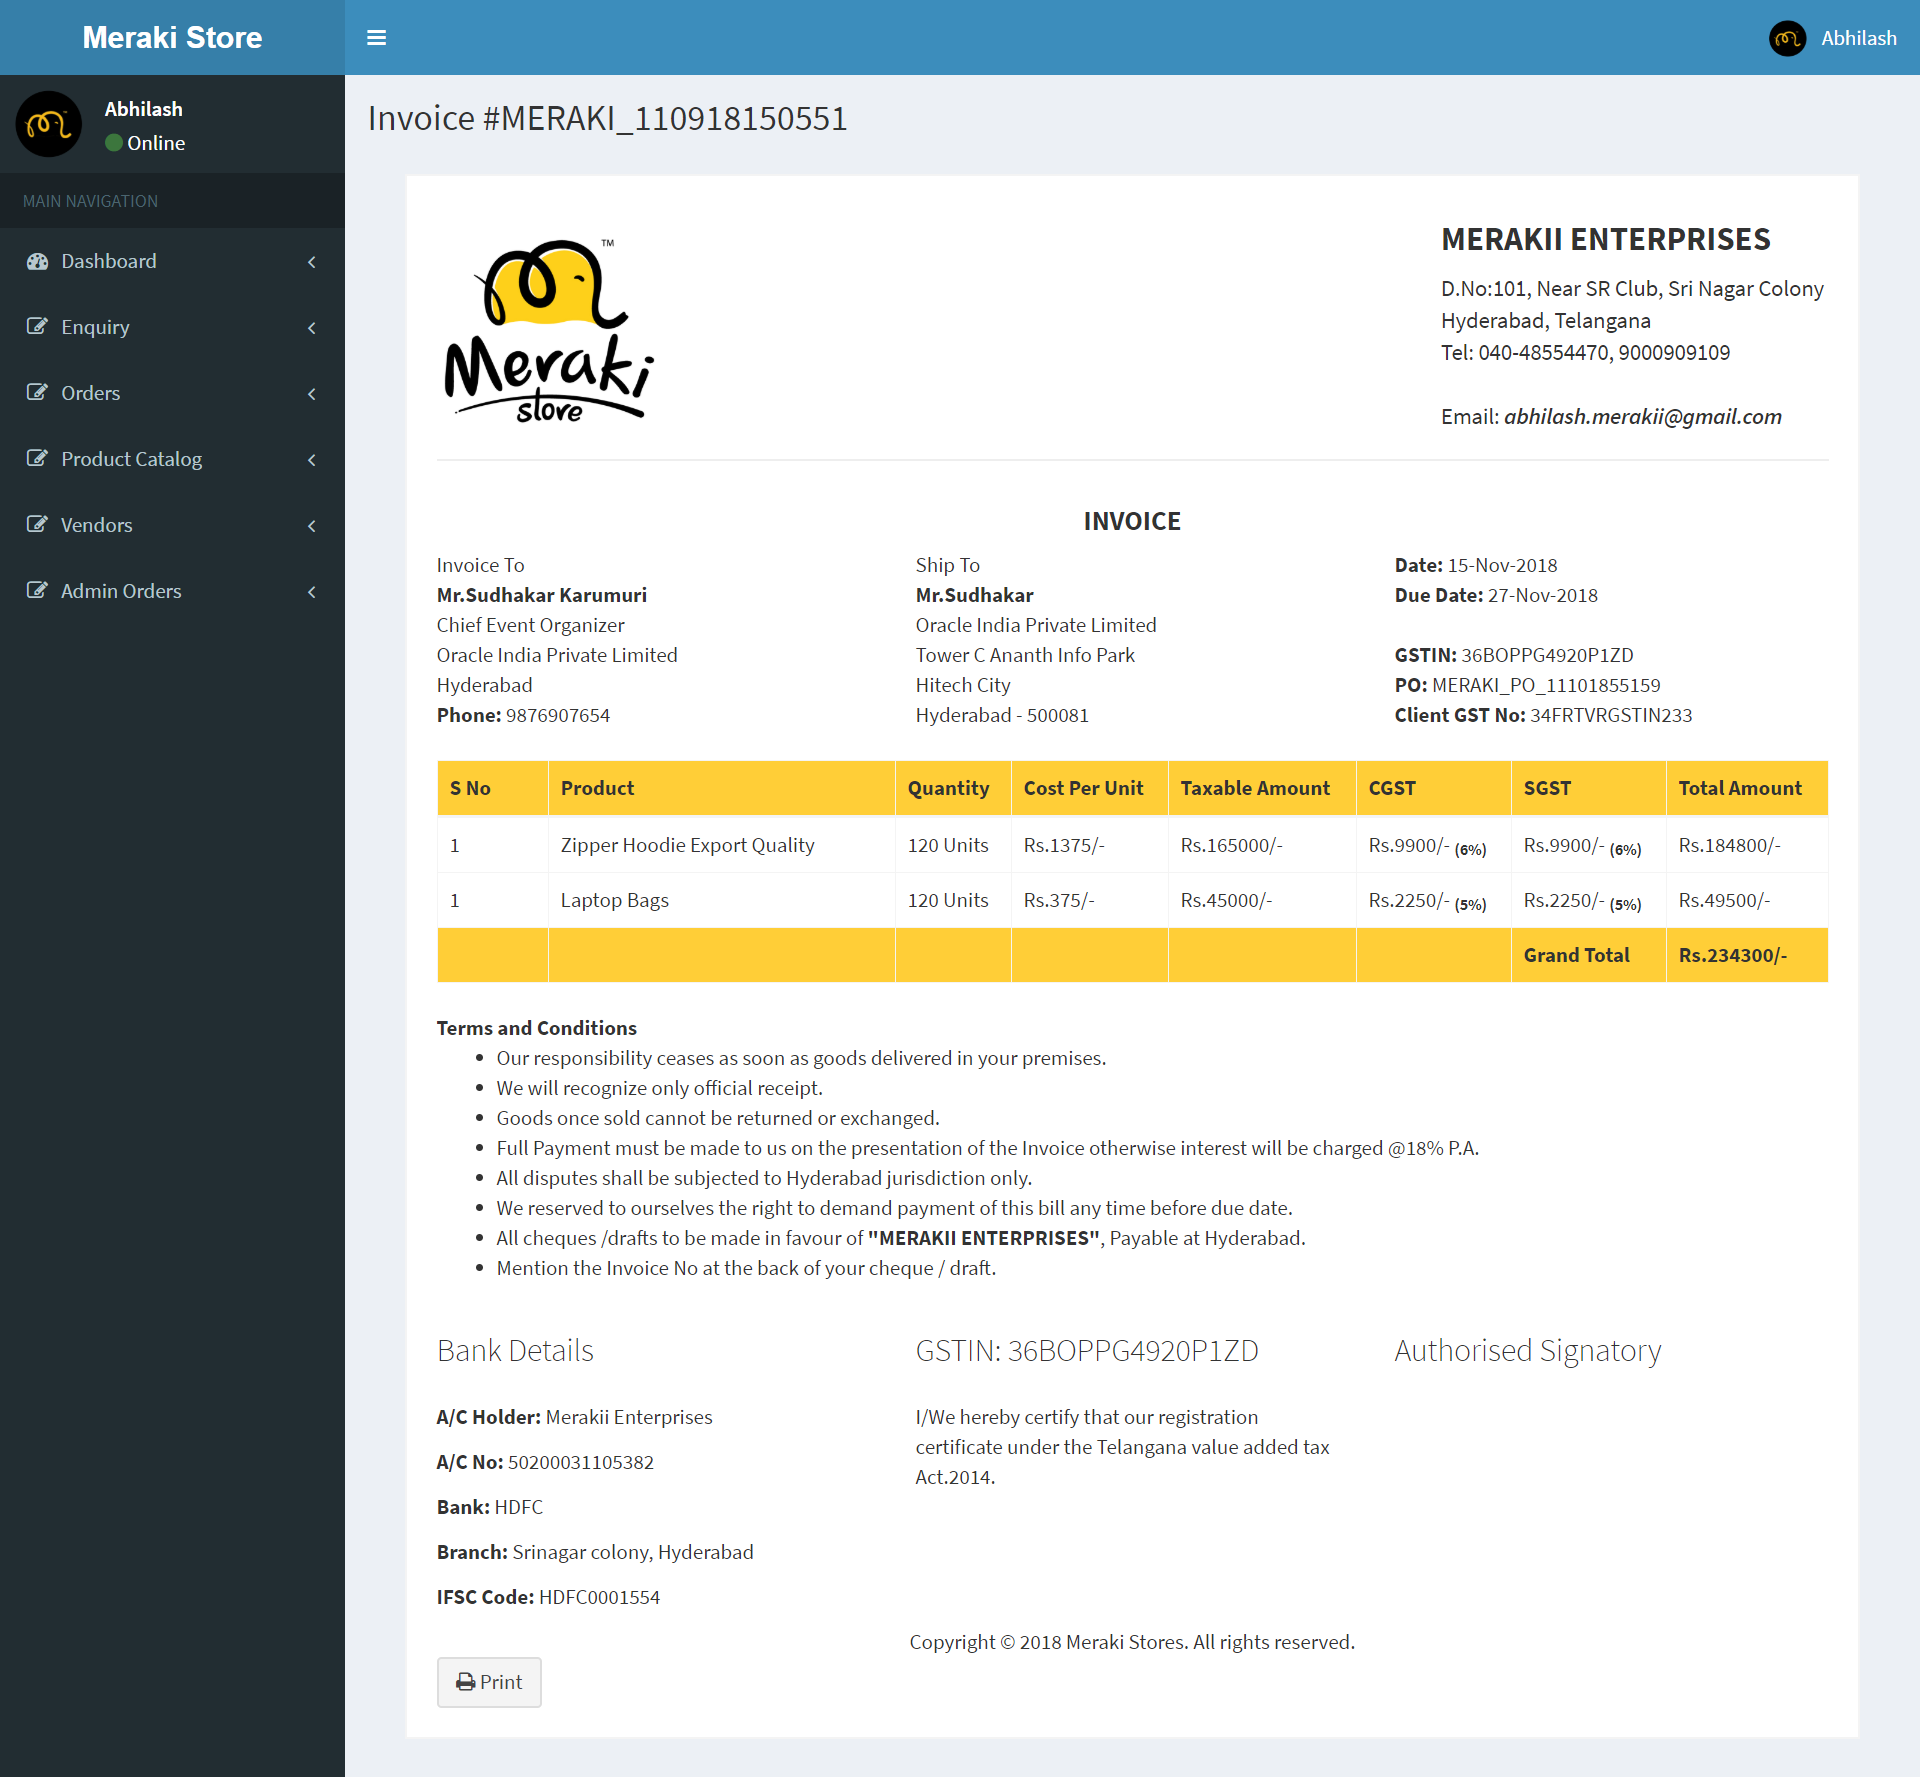 Meraki Store
Abhilash
Abhilash
Online
MAIN NAVIGATION
Dashboard
Enquiry
Orders
Product Catalog
Vendors
Admin Orders
Invoice #MERAKI_110918150551
TM
Meraki
store
MERAKII ENTERPRISES
D.No:101, Near SR Club, Sri Nagar Colony
Hyderabad, Telangana
Tel: 040-48554470, 9000909109
Email: abhilash.merakii@gmail.com
INVOICE
Invoice To
Mr.Sudhakar Karumuri
Chief Event Organizer
Oracle India Private Limited
Hyderabad
Phone: 9876907654
Ship To
Mr.Sudhakar
Oracle India Private Limited
Tower C Ananth Info Park
Hitech City
Hyderabad - 500081
Date: 15-Nov-2018
Due Date: 27-Nov-2018
GSTIN: 36BOPPG4920P1ZD
PO: MERAKI_PO_11101855159
Client GST No: 34FRTVRGSTIN233
S No Product Quantity Cost Per Unit Taxable Amount CGST SGST Total Amount
1 Zipper Hoodie Export Quality 120 Units Rs.1375/- Rs.165000/- Rs.9900/- (6%) Rs.9900/- (6%) Rs.184800/-
1 Laptop Bags 120 Units Rs.375/- Rs.45000/- Rs.2250/- (5%) Rs.2250/- (5%) Rs.49500/-
Grand Total Rs.234300/-
Terms and Conditions
• Our responsibility ceases as soon as goods delivered in your premises.
• We will recognize only official receipt.
• Goods once sold cannot be returned or exchanged.
• Full Payment must be made to us on the presentation of the Invoice otherwise interest will be charged @18% P.A.
• All disputes shall be subjected to Hyderabad jurisdiction only.
• We reserved to ourselves the right to demand payment of this bill any time before due date.
• All cheques /drafts to be made in favour of "MERAKII ENTERPRISES", Payable at Hyderabad.
• Mention the Invoice No at the back of your cheque / draft.
Bank Details
A/C Holder: Merakii Enterprises
A/C No: 50200031105382
Bank: HDFC
Branch: Srinagar colony, Hyderabad
IFSC Code: HDFC0001554
GSTIN: 36BOPPG4920P1ZD
I/We hereby certify that our registration
certificate under the Telangana value added tax
Act.2014.
Authorised Signatory
Copyright © 2018 Meraki Stores. All rights reserved.
Print